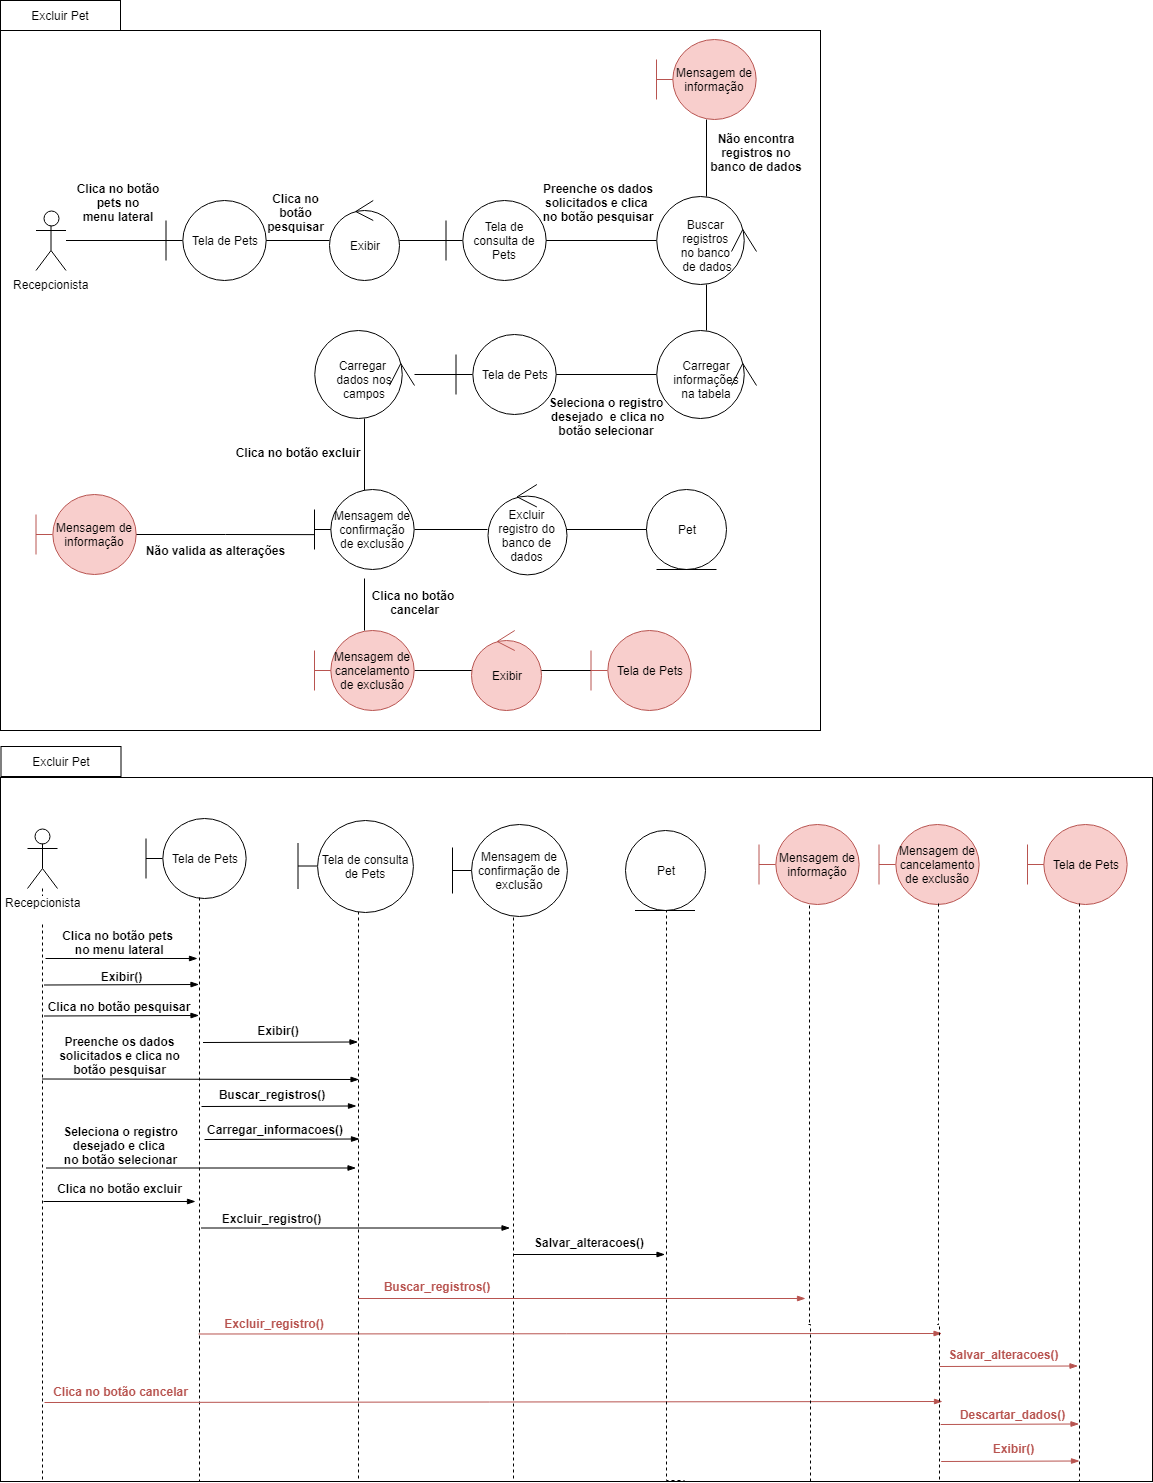 Excluir Pet
Mensagem de
informação
Não encontra
registros no
banco de dados
Clica no botão
pets no
menu lateral
Clica no
botão
pesquisar
Preenche os dados
solicitados e clica
no botão pesquisar
Recepcionista
Tela de Pets
Exibir
Tela de
consulta de
Pets
Buscar
registros
no banco
de dados
Carregar
dados nos
campos
Tela de Pets
Carregar
informações
na tabela
Seleciona o registro
desejado e clica no
botão selecionar
Clica no botão excluir
Mensagem de
informação
Não valida as alterações
Mensagem de
confirmação
de exclusão
Excluir
registro do
banco de
dados
Pet
Clica no botão
cancelar
Mensagem de
cancelamento
de exclusão
Exibir
Tela de Pets
Excluir Pet
Recepcionista
Tela de Pets
Tela de consulta
de Pets
Mensagem de
confirmação de
exclusão
Pet
Mensagem de
informação
Mensagem de
cancelamento
de exclusão
Tela de Pets
Clica no botão pets
no menu lateral
Exibir()
Clica no botão pesquisar
Exibir()
Preenche os dados
solicitados e clica no
botão pesquisar
Buscar_registros()
Carregar_informacoes()
Seleciona o registro
desejado e clica
no botão selecionar
Clica no botão excluir
Excluir_registro()
Salvar_alteracoes()
Buscar_registros()
Excluir_registro()
Salvar_alteracoes()
Clica no botão cancelar
Descartar_dados()
Exibir()